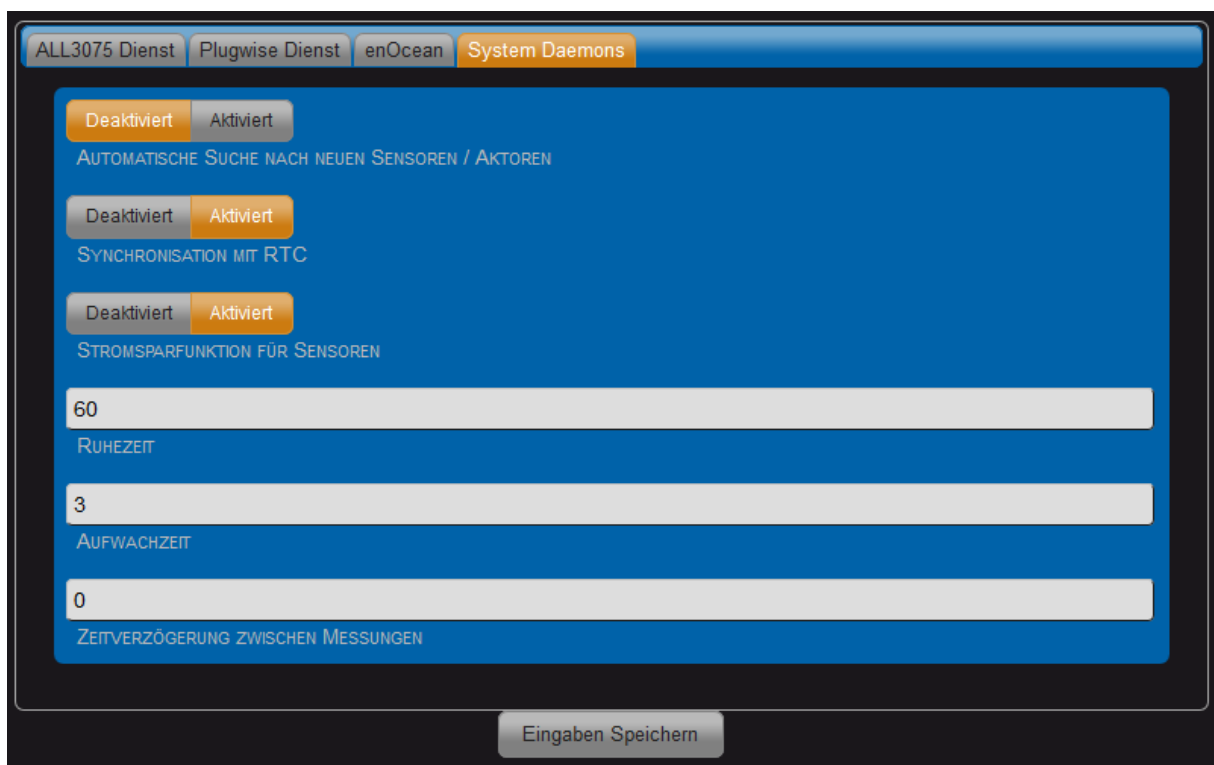 ALL3075 Dienst Plugwise Dienst enOcean System Daemons
Deaktiviert Aktiviert
Automatische Suche nach neuen Sensoren / Aktoren
Deaktiviert Aktiviert
Synchronisation mit RTC
Deaktiviert Aktiviert
Stromsparfunktion für Sensoren
60
Ruhezeit
3
Aufwachzeit
0
Zeitverzögerung zwischen Messungen
Eingaben Speichern